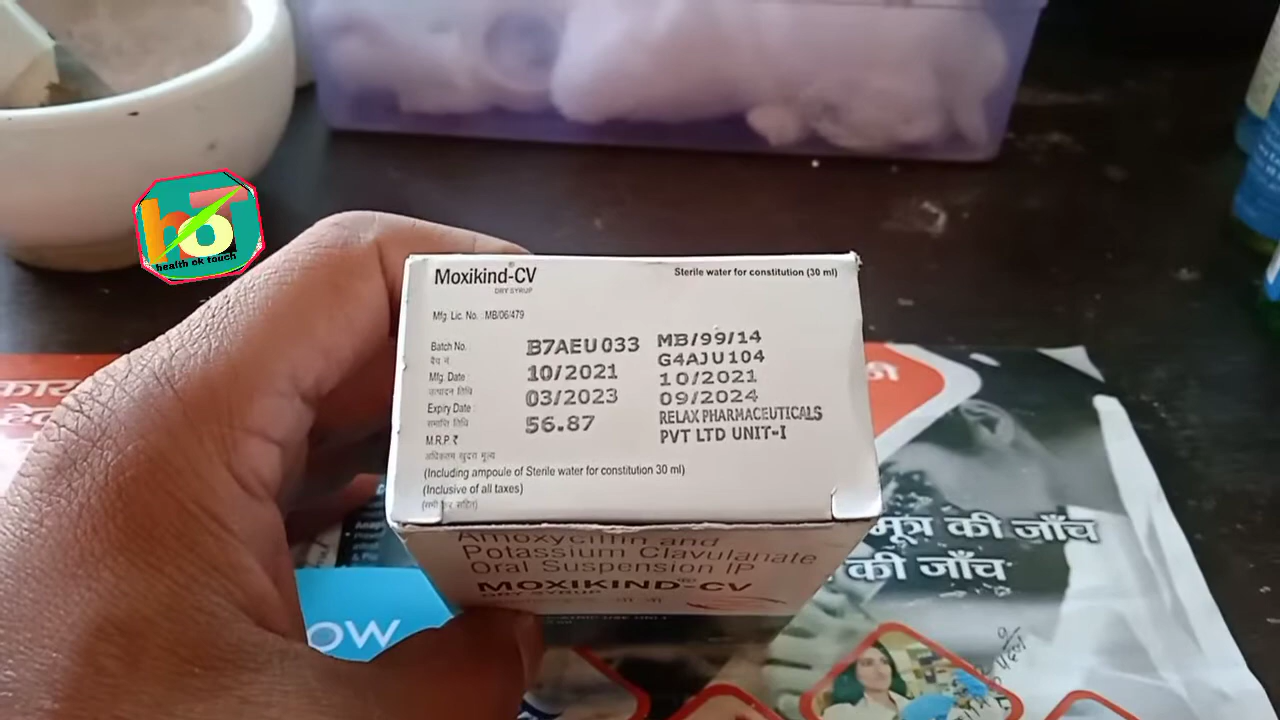 hoT
health ok touch
Moxikind-CV
DRY SYRUP
Sterile water for constitution (30 ml)
Mfg. Lic. No. : MB/06/479
Batch No. B7AEU033
बैच नं.
Mfg. Date : 10/2021
उत्पादन तिथि
Expiry Date : 03/2023
समाप्ति तिथि
M.R.P. ₹ 56.87
अधिकतम खुदरा मूल्य
MB/99/14
G4AJU104
10/2021
09/2024
RELAX PHARMACEUTICALS
PVT LTD UNIT-I
(Including ampoule of Sterile water for constitution 30 ml)
(Inclusive of all taxes)
(सभी कर सहित)
Amoxycillin and
Potassium Clavulanate
Oral Suspension IP
MOXIKIND-CV
DRY SYRUP
मूत्र की जाँच
की जाँच
OW